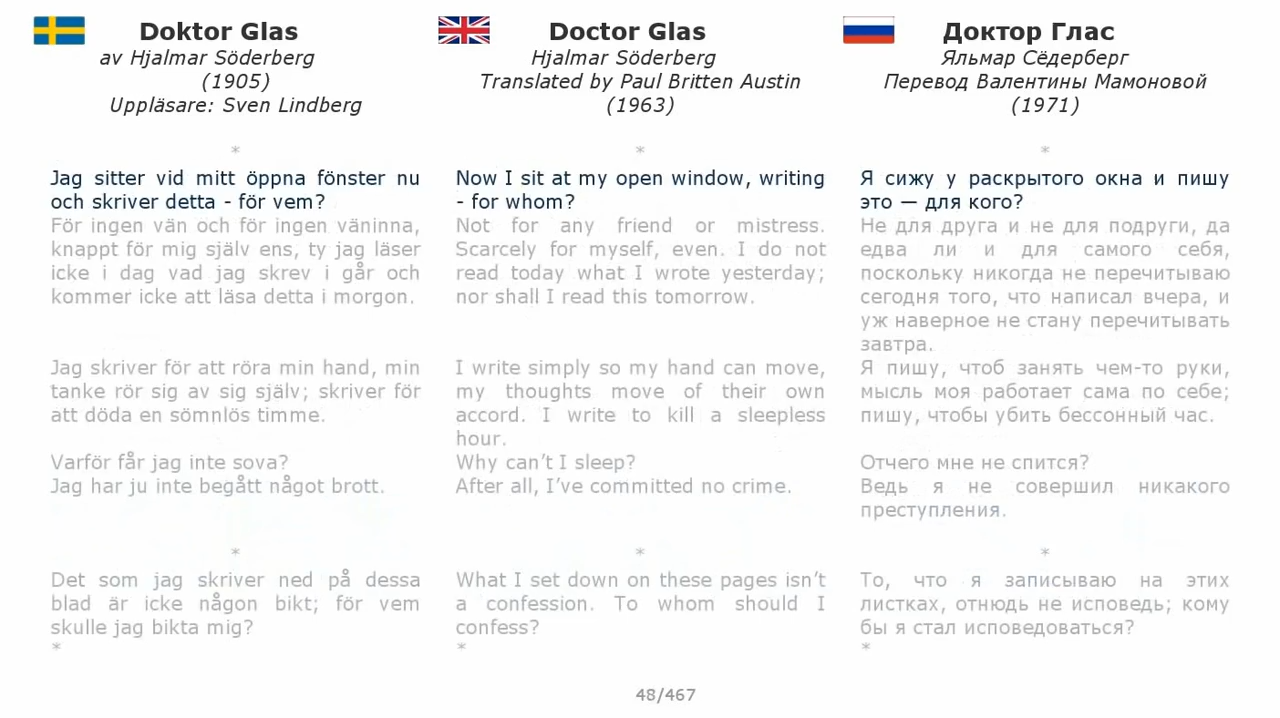 Doktor Glas
av Hjalmar Söderberg
(1905)
Uppläsare: Sven Lindberg
*
Jag sitter vid mitt öppna fönster nu
och skriver detta - för vem?
För ingen vän och för ingen väninna,
knappt för mig själv ens, ty jag läser
icke i dag vad jag skrev i går och
kommer icke att läsa detta i morgon.
Jag skriver för att röra min hand, min
tanke rör sig av sig själv; skriver för
att döda en sömnlös timme.
Varför får jag inte sova?
Jag har ju inte begått något brott.
*
Det som jag skriver ned på dessa
blad är icke någon bikt; för vem
skulle jag bikta mig?
*
Doctor Glas
Hjalmar Söderberg
Translated by Paul Britten Austin
(1963)
*
Now I sit at my open window, writing
- for whom?
Not for any friend or mistress.
Scarcely for myself, even. I do not
read today what I wrote yesterday;
nor shall I read this tomorrow.
I write simply so my hand can move,
my thoughts move of their own
accord. I write to kill a sleepless
hour.
Why can’t I sleep?
After all, I’ve committed no crime.
*
What I set down on these pages isn’t
a confession. To whom should I
confess?
*
Доктор Глас
Яльмар Сёдерберг
Перевод Валентины Мамоновой
(1971)
*
Я сижу у раскрытого окна и пишу
это — для кого?
Не для друга и не для подруги, да
едва ли и для самого себя,
поскольку никогда не перечитываю
сегодня того, что написал вчера, и
уж наверное не стану перечитывать
завтра.
Я пишу, чтоб занять чем-то руки,
мысль моя работает сама по себе;
пишу, чтобы убить бессонный час.
Отчего мне не спится?
Ведь я не совершил никакого
преступления.
*
То, что я записываю на этих
листках, отнюдь не исповедь; кому
бы я стал исповедоваться?
*
48/467